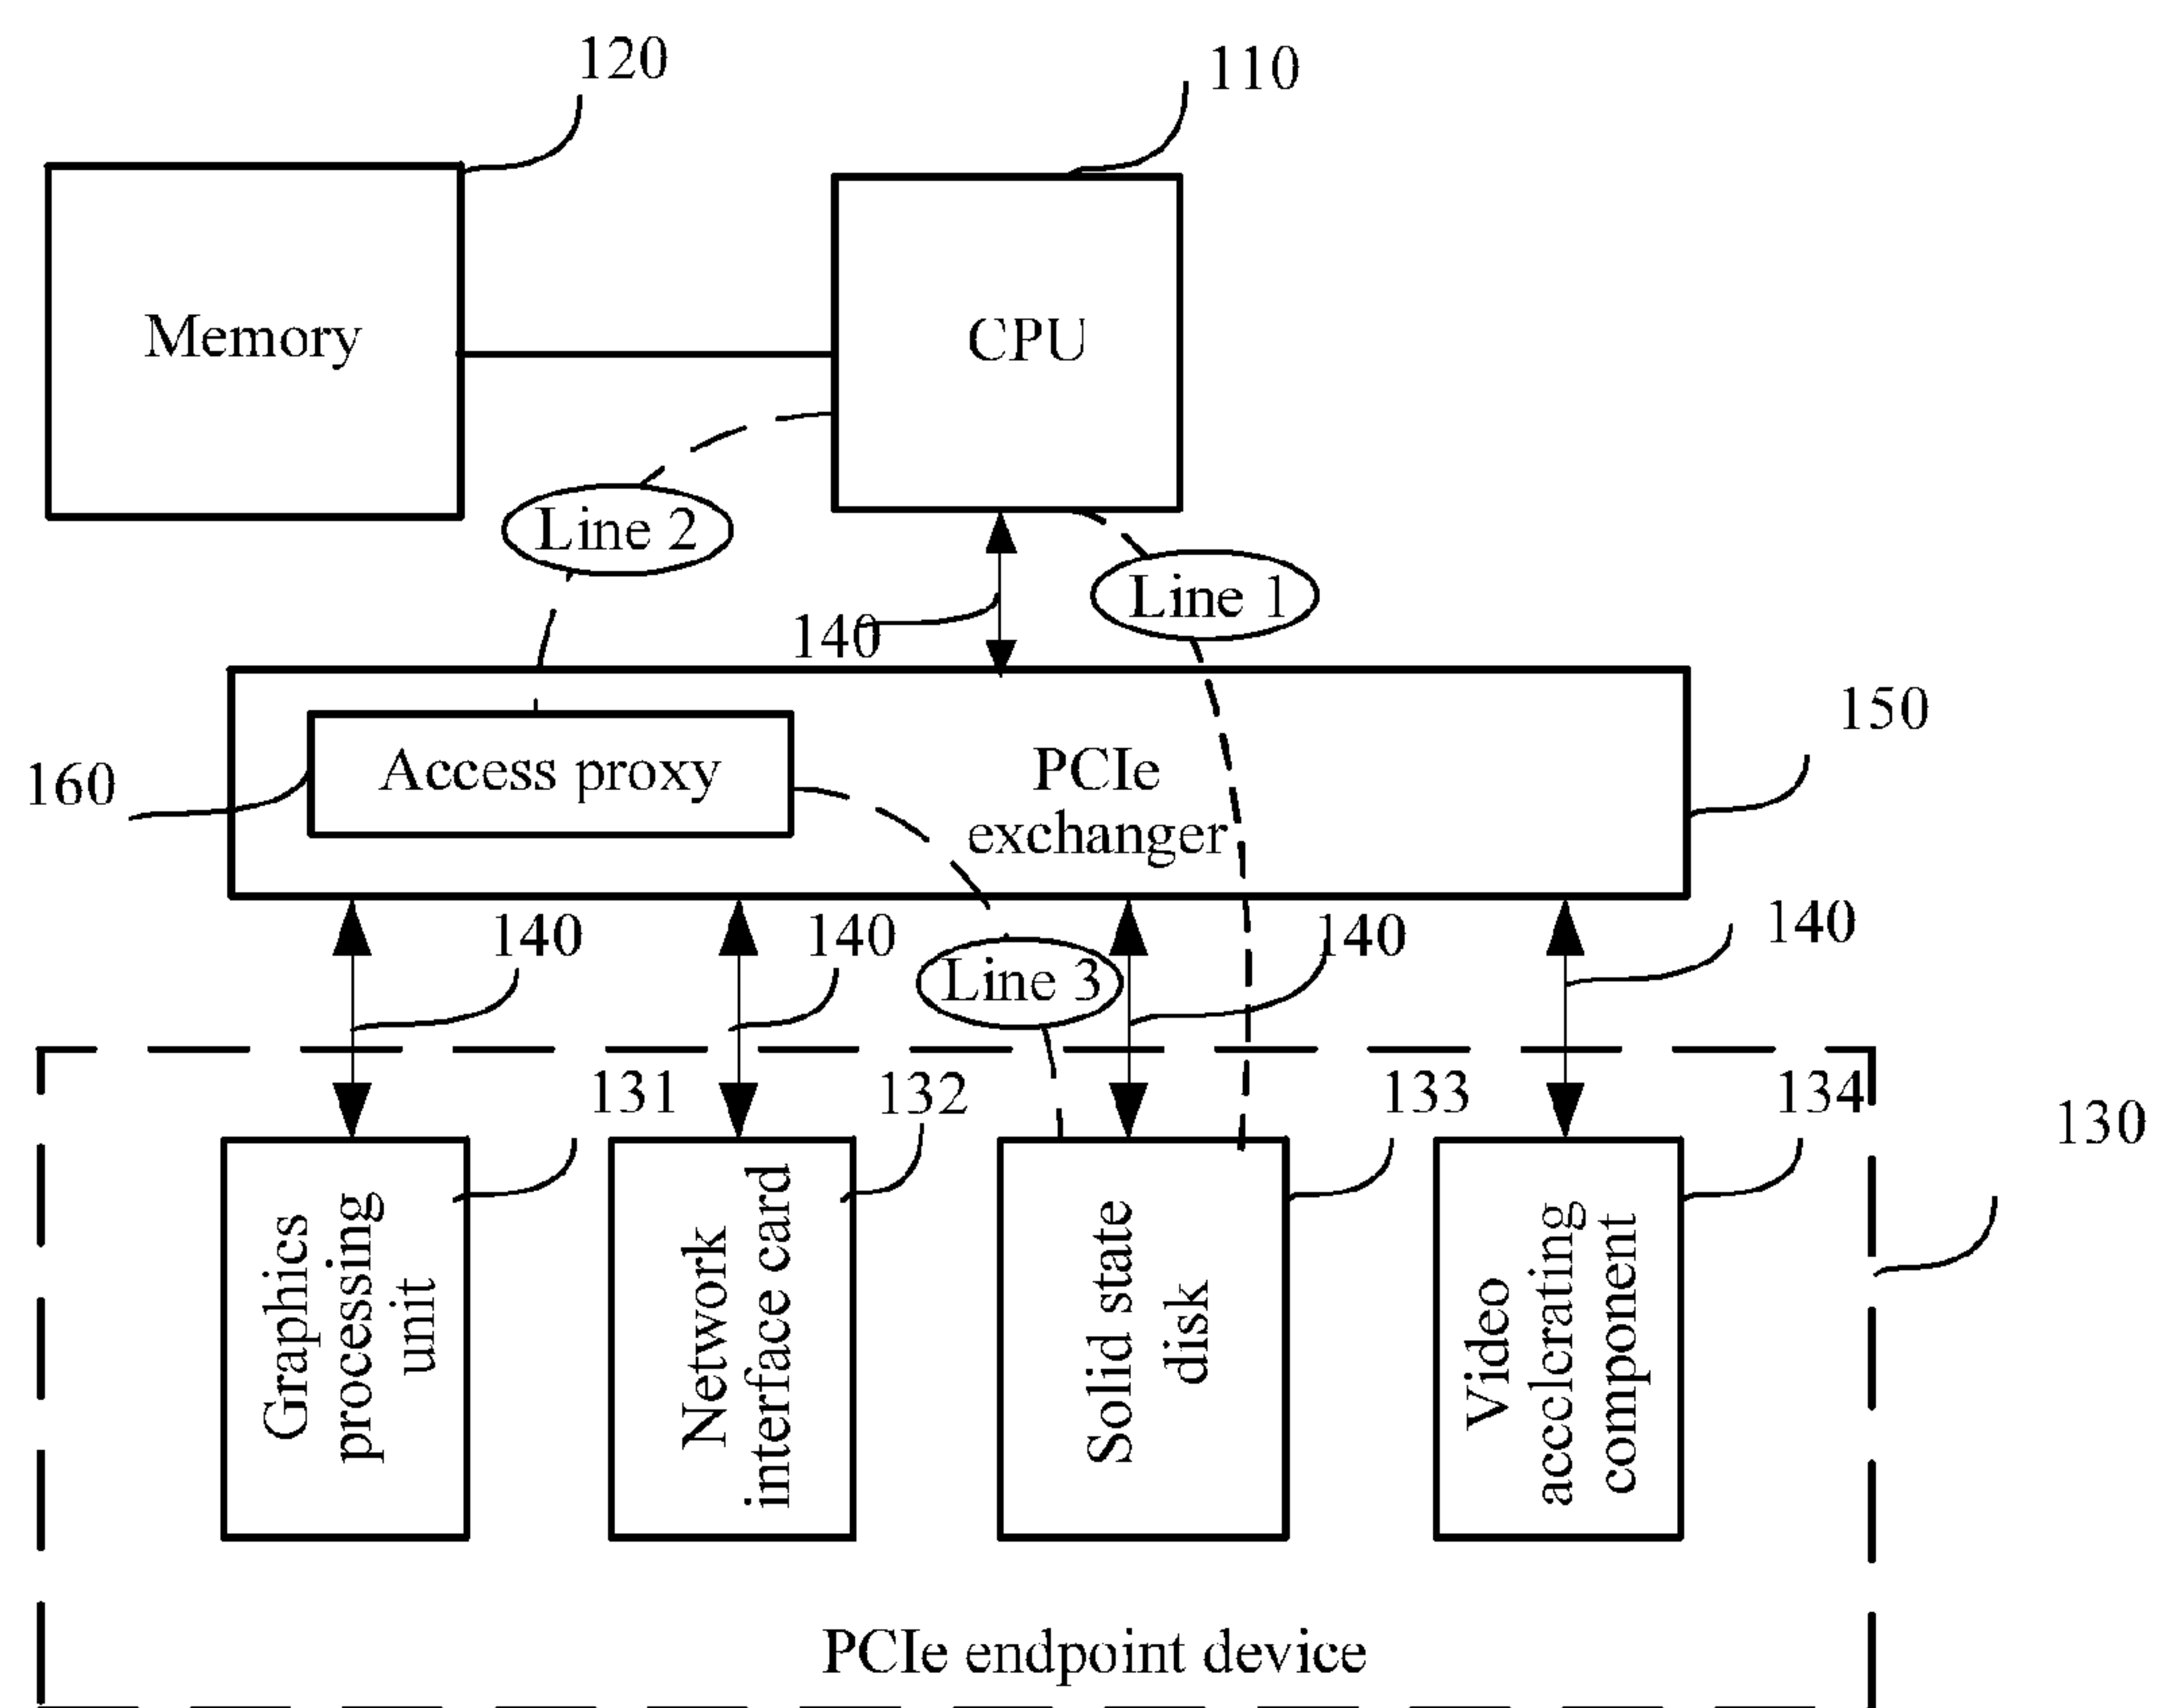 120
110
Memory
CPU
Line 2
Line 1
140
150
Access proxy
160
PCIe
exchanger
140
140
140
140
Line 3
131
132
133
134
130
Graphics
processing
unit
Network
interface card
Solid state
disk
Video
acclcrating
component
PCIe endpoint device